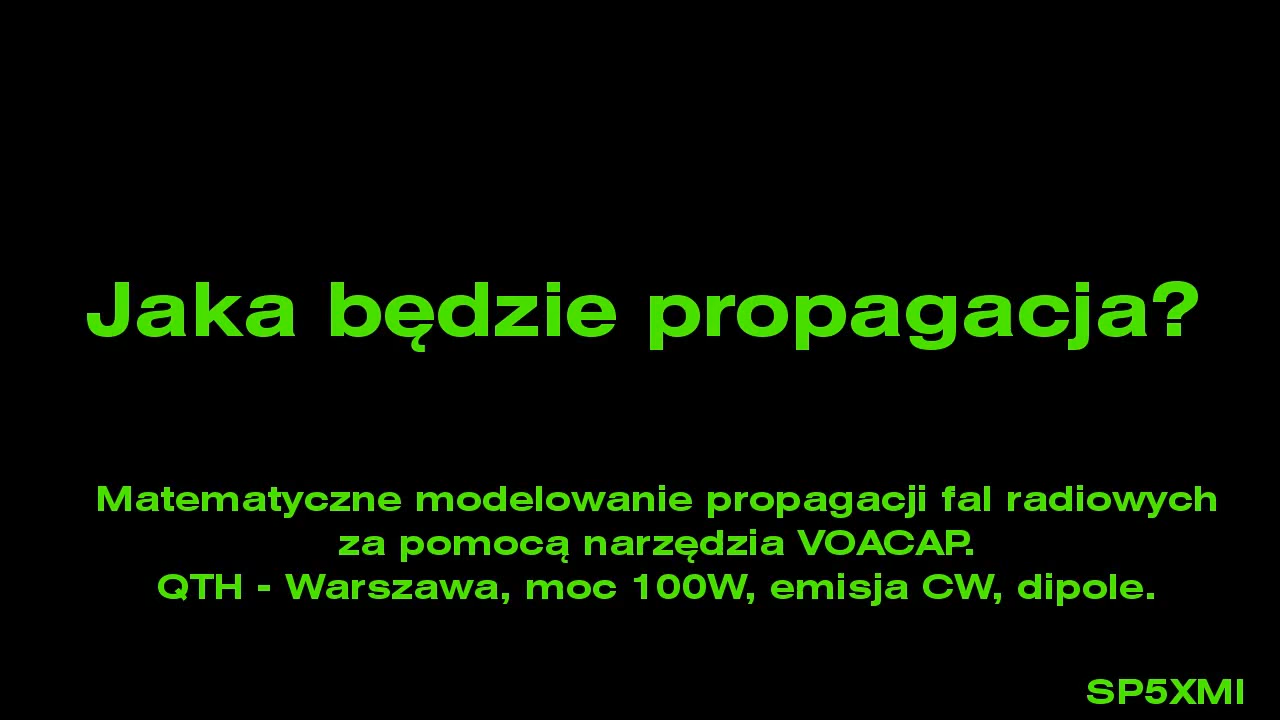 Jaka będzie propagacja?
Matematyczne modelowanie propagacji fal radiowych
za pomocą narzędzia VOACAP.
QTH - Warszawa, moc 100W, emisja CW, dipole.
SP5XMI